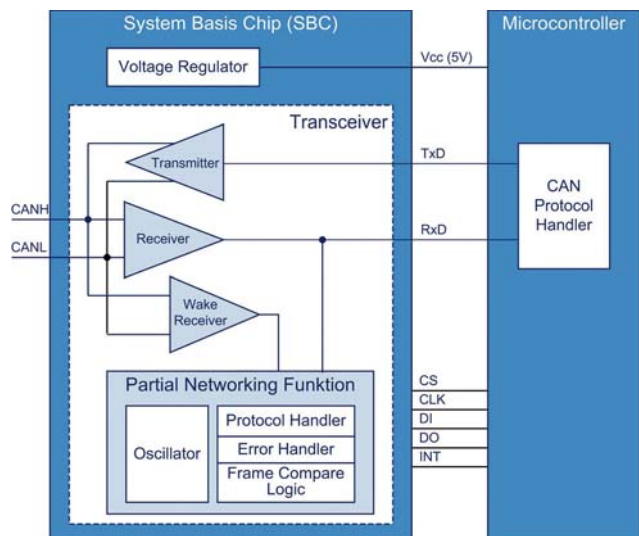 System Basis Chip (SBC)
Microcontroller
Voltage Regulator
Vcc (5V)
Transceiver
Transmitter
TxD
CAN
Protocol
Handler
CANH
CANL
Receiver
RxD
Wake
Receiver
Partial Networking Funktion
Oscillator
Protocol Handler
Error Handler
Frame Compare
Logic
CS
CLK
DI
DO
INT